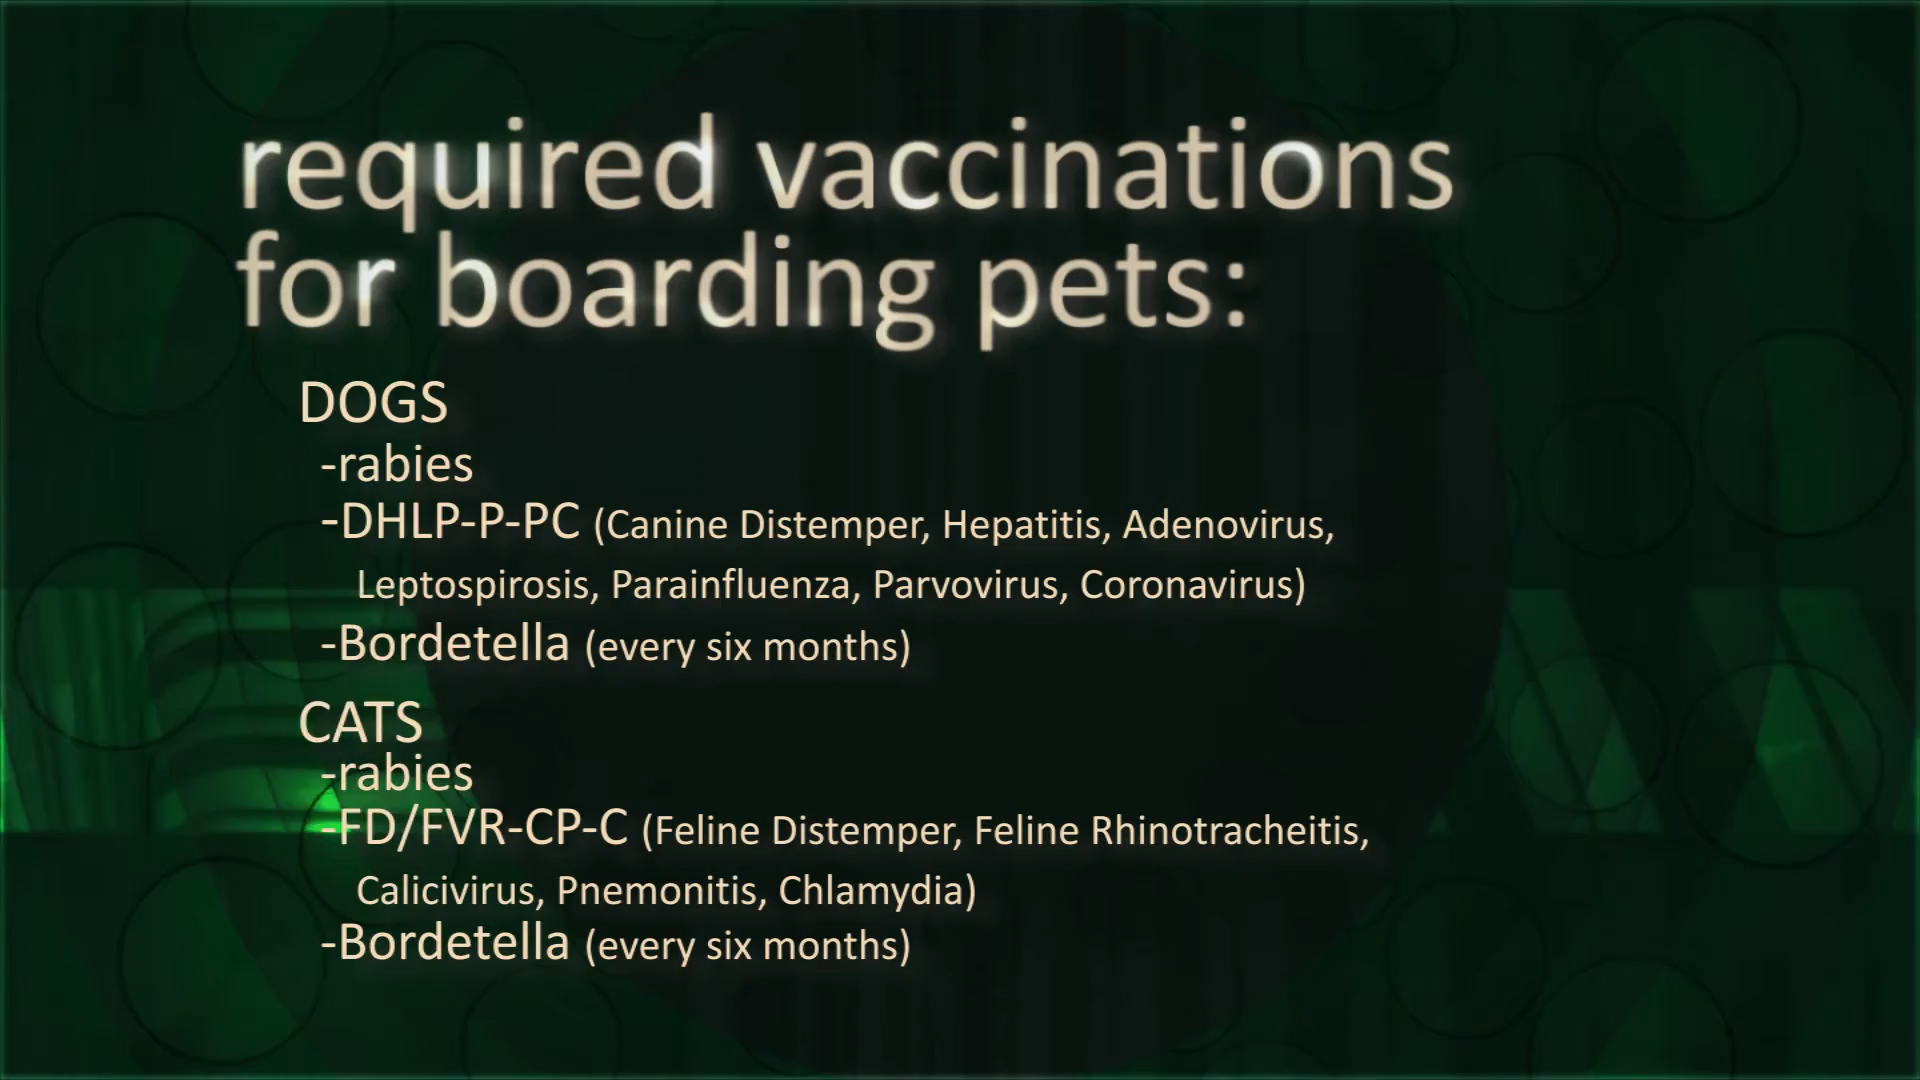 required vaccinations
for boarding pets:
DOGS
-rabies
-DHLP-P-PC (Canine Distemper, Hepatitis, Adenovirus,
Leptospirosis, Parainfluenza, Parvovirus, Coronavirus)
-Bordetella (every six months)
CATS
-rabies
-FD/FVR-CP-C (Feline Distemper, Feline Rhinotracheitis,
Calicivirus, Pnemonitis, Chlamydia)
-Bordetella (every six months)